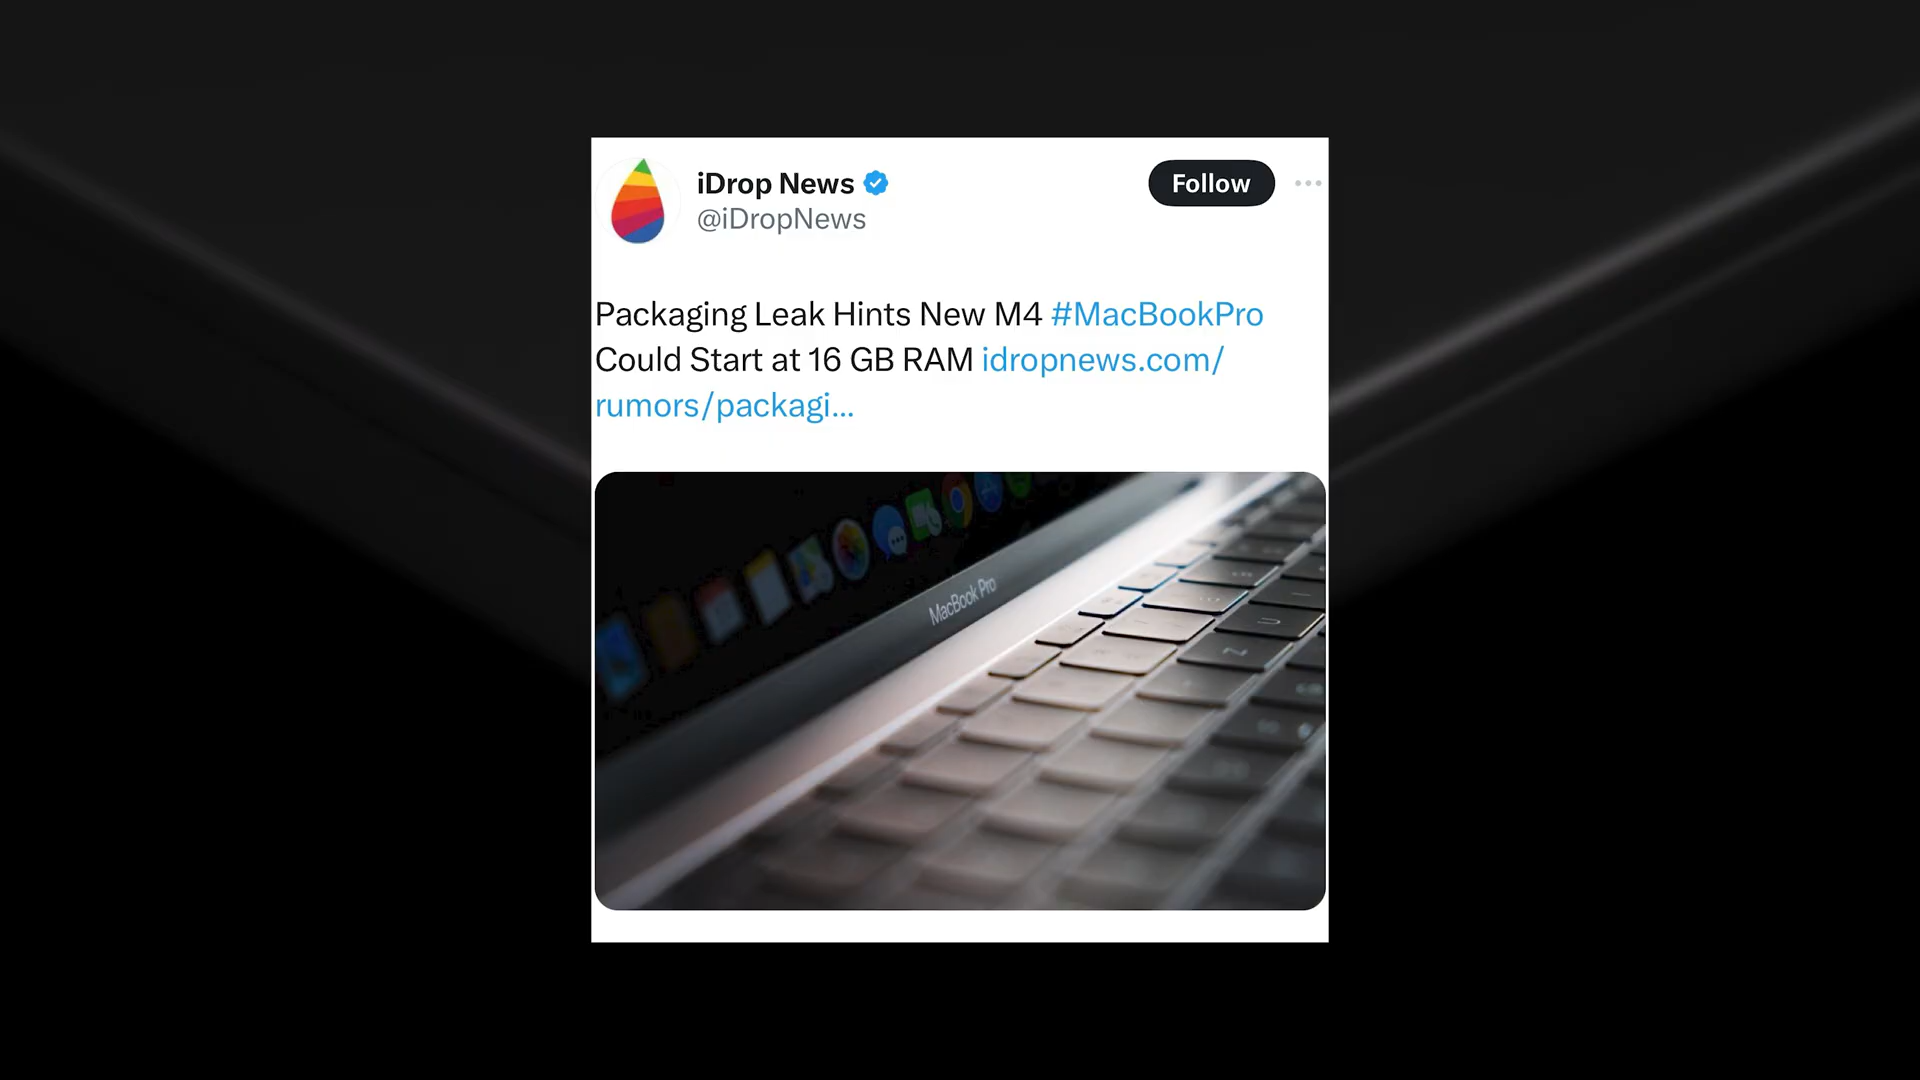 iDrop News
@iDropNews
Follow
Packaging Leak Hints New M4 #MacBookPro
Could Start at 16 GB RAM idropnews.com/
rumors/packagi...
MacBook Pro